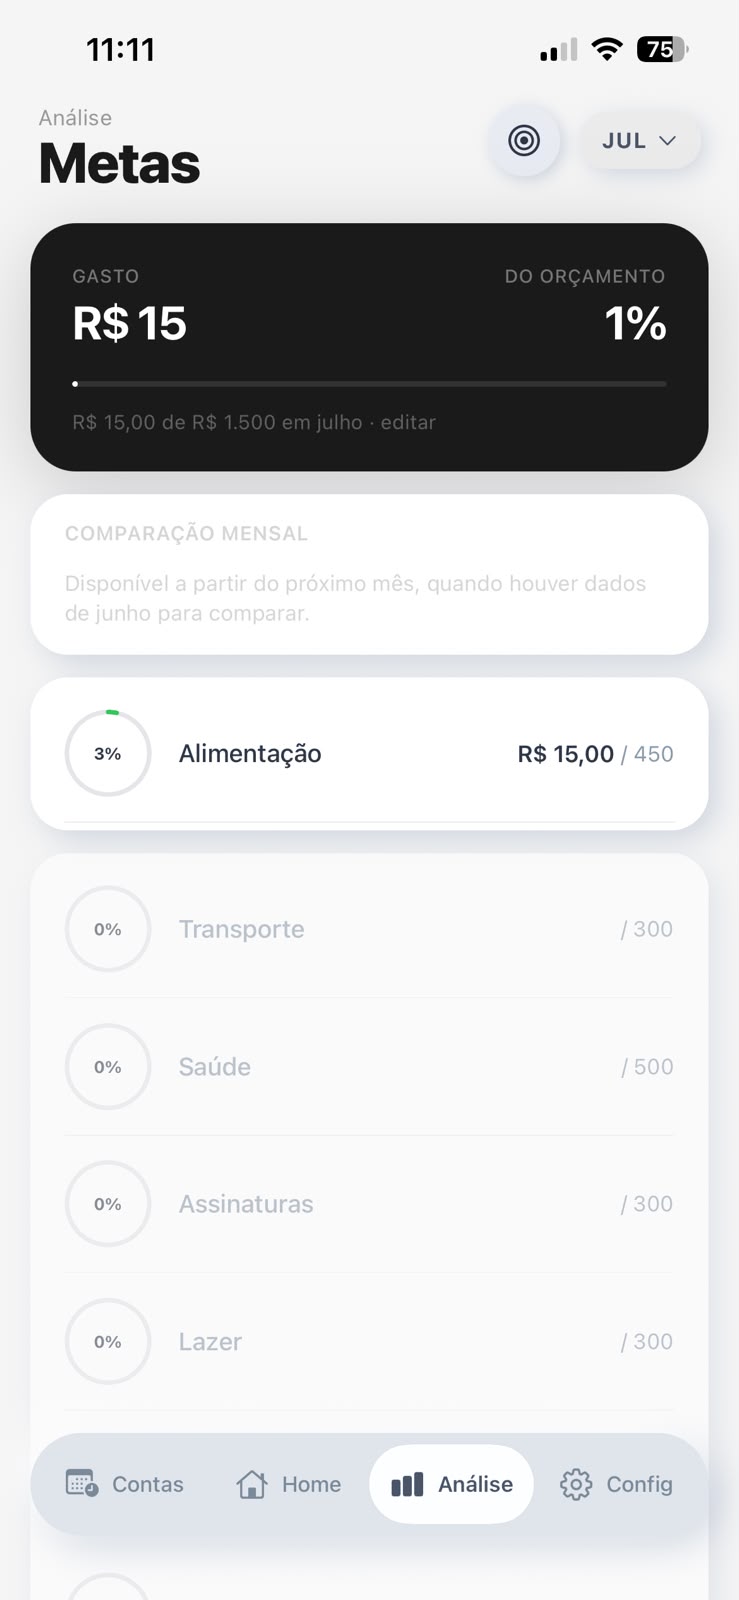 11:11
75
Análise
Metas
JUL
GASTO
DO ORÇAMENTO
R$ 15
1%
R$ 15,00 de R$ 1.500 em julho · editar
COMPARAÇÃO MENSAL
Disponível a partir do próximo mês, quando houver dados
de junho para comparar.
3%
Alimentação
R$ 15,00 / 450
0%
Transporte
/ 300
0%
Saúde
/ 500
0%
Assinaturas
/ 300
0%
Lazer
/ 300
Contas
Home
Análise
Config